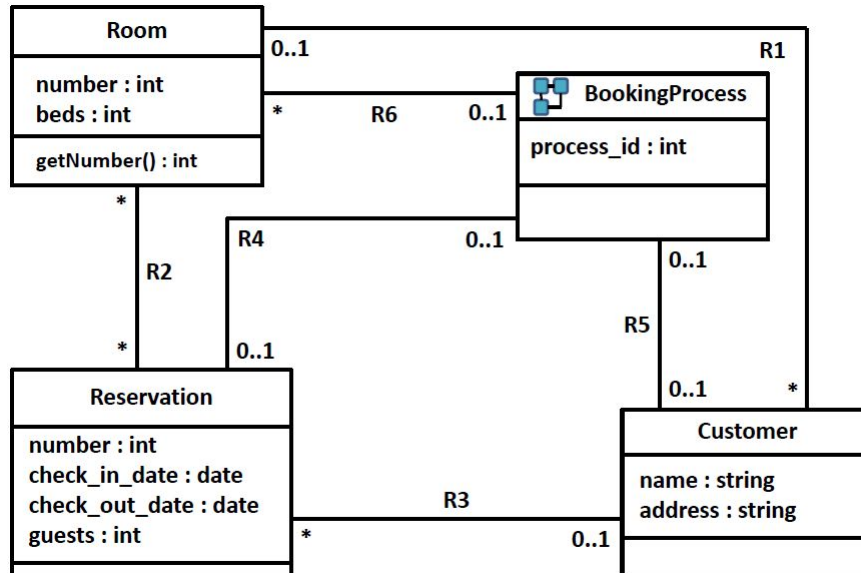 Room
0..1
R1
number : int
beds : int
*
R6
0..1
BookingProcess
getNumber() : int
process_id : int
*
R4
0..1
0..1
R2
R5
*
0..1
0..1
*
Reservation
Customer
number : int
check_in_date : date
check_out_date : date
guests : int
R3
name : string
address : string
*
0..1